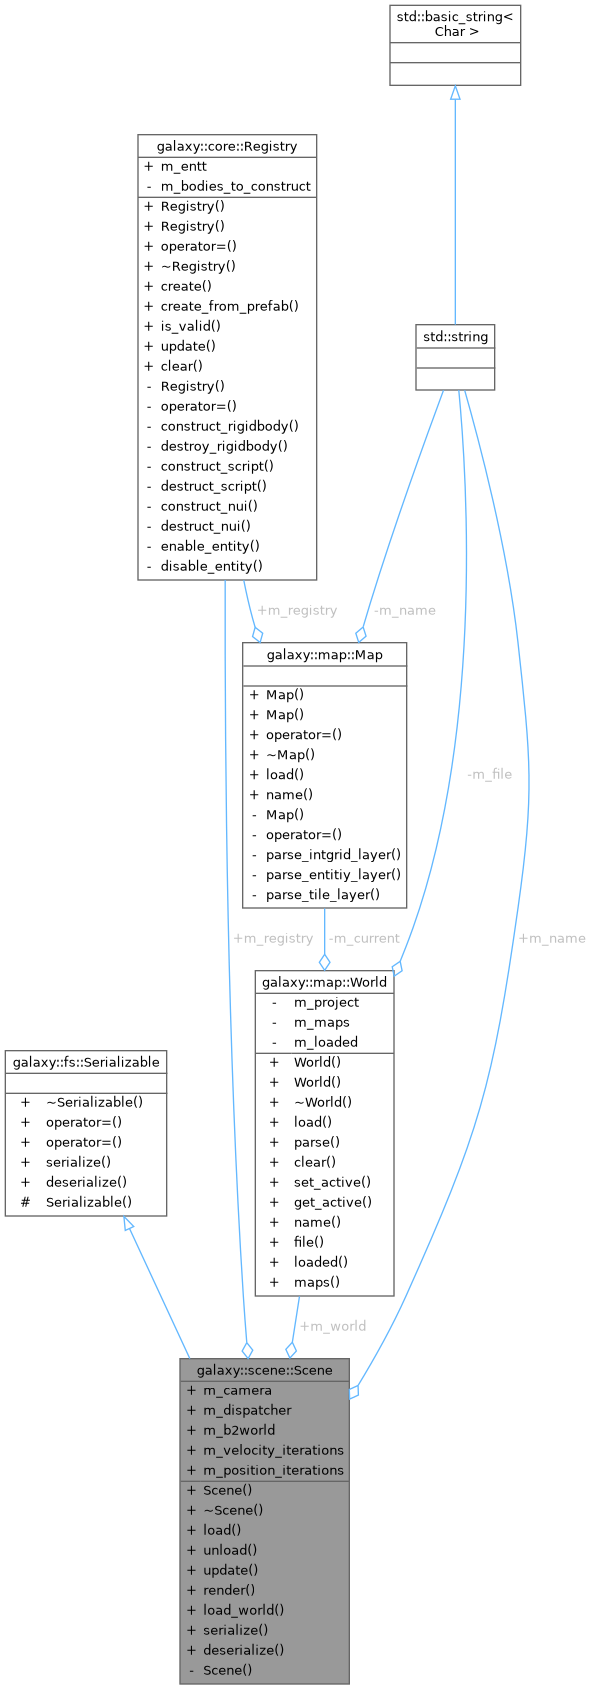 std::basic_string<
Char >
galaxy::core::Registry
+ m_entt
- m_bodies_to_construct
+ Registry()
+ Registry()
+ operator=()
+ ~Registry()
+ create()
+ create_from_prefab()
+ is_valid()
+ update()
+ clear()
- Registry()
- operator=()
- construct_rigidbody()
- destroy_rigidbody()
- construct_script()
- destruct_script()
- construct_nui()
- destruct_nui()
- enable_entity()
- disable_entity()
std::string
+m_registry
-m_name
galaxy::map::Map
+ Map()
+ Map()
+ operator=()
+ ~Map()
+ load()
+ name()
- Map()
- operator=()
- parse_intgrid_layer()
- parse_entitiy_layer()
- parse_tile_layer()
-m_file
+m_registry
-m_current
+m_name
galaxy::map::World
- m_project
- m_maps
- m_loaded
+ World()
+ World()
+ ~World()
+ load()
+ parse()
+ clear()
+ set_active()
+ get_active()
+ name()
+ file()
+ loaded()
+ maps()
galaxy::fs::Serializable
+ ~Serializable()
+ operator=()
+ operator=()
+ serialize()
+ deserialize()
# Serializable()
+m_world
galaxy::scene::Scene
+ m_camera
+ m_dispatcher
+ m_b2world
+ m_velocity_iterations
+ m_position_iterations
+ Scene()
+ ~Scene()
+ load()
+ unload()
+ update()
+ render()
+ load_world()
+ serialize()
+ deserialize()
- Scene()